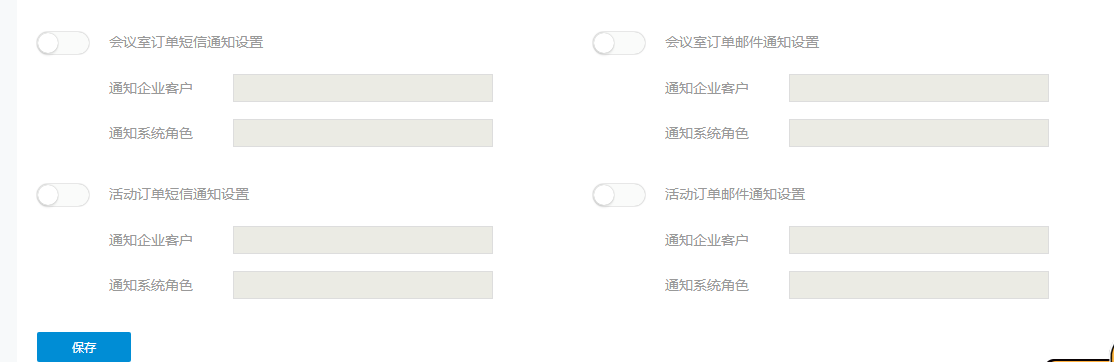 会议室订单短信通知设置
会议室订单邮件通知设置
通知企业客户
通知企业客户
通知系统角色
通知系统角色
活动订单短信通知设置
活动订单邮件通知设置
通知企业客户
通知企业客户
通知系统角色
通知系统角色
保存